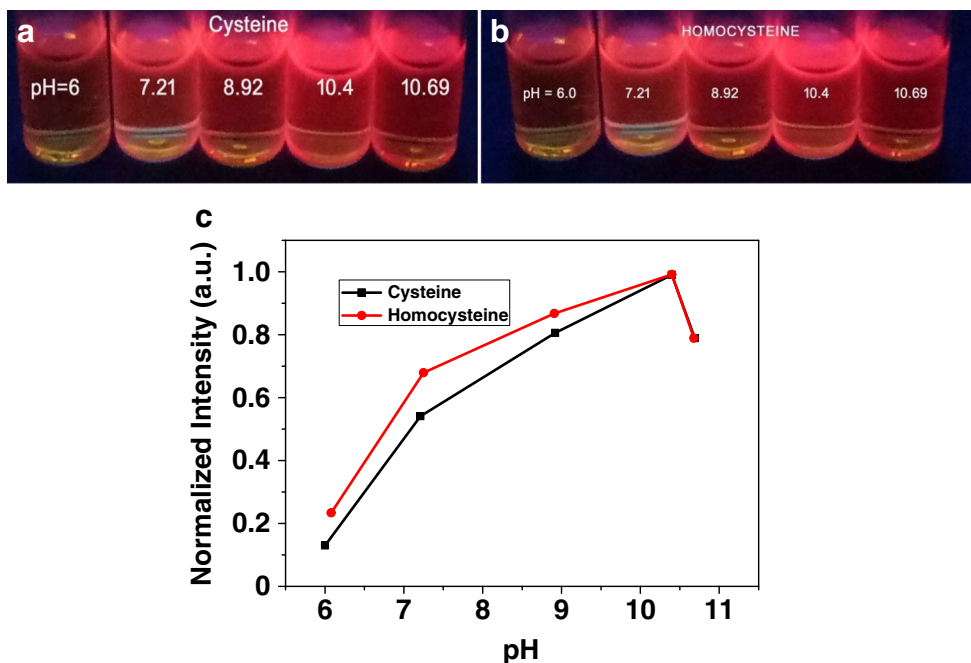 a
Cysteine
pH=6 7.21 8.92 10.4 10.69
b
HOMOCYSTEINE
pH = 6.0 7.21 8.92 10.4 10.69
c
Normalized Intensity (a.u.)
1.0
0.8
0.6
0.4
0.2
0
Cysteine
Homocysteine
6 7 8 9 10 11
pH